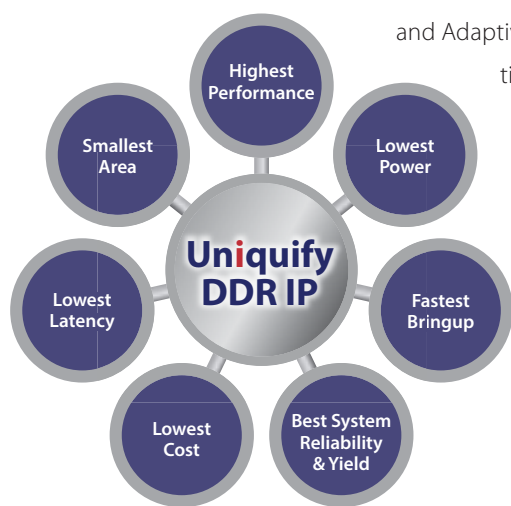 and Adaptiv
ti
Highest
Performance
Smallest
Area
Lowest
Power
Uniquify
DDR IP
Lowest
Latency
Fastest
Bringup
Lowest
Cost
Best System
Reliability
& Yield